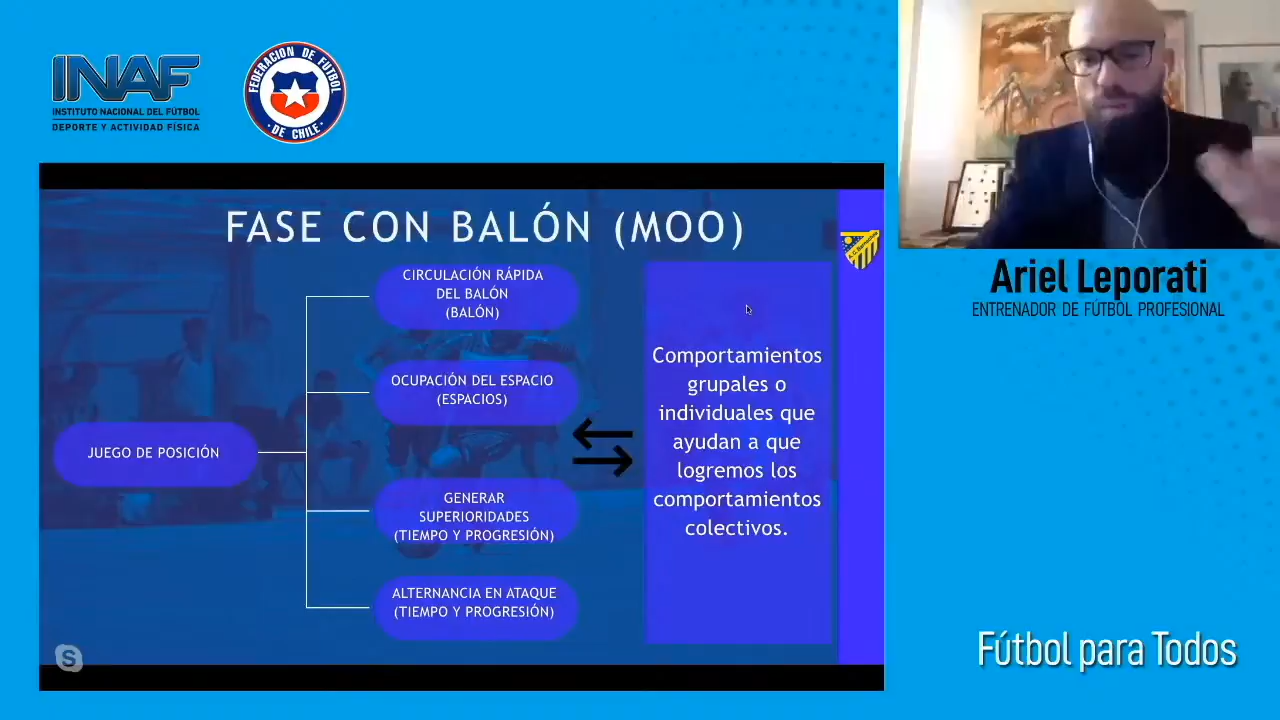 INAF
INSTITUTO NACIONAL DEL FÚTBOL
DEPORTE Y ACTIVIDAD FÍSICA
FEDERACION DE FUTBOL
DE CHILE
FASE CON BALÓN (MOO)
JUEGO DE POSICIÓN
CIRCULACIÓN RÁPIDA
DEL BALÓN
(BALÓN)
OCUPACIÓN DEL ESPACIO
(ESPACIOS)
GENERAR
SUPERIORIDADES
(TIEMPO Y PROGRESIÓN)
ALTERNANCIA EN ATAQUE
(TIEMPO Y PROGRESIÓN)
Comportamientos
grupales o
individuales que
ayudan a que
logremos los
comportamientos
colectivos.
S
Ariel Leporati
ENTRENADOR DE FÚTBOL PROFESIONAL
Fútbol para Todos